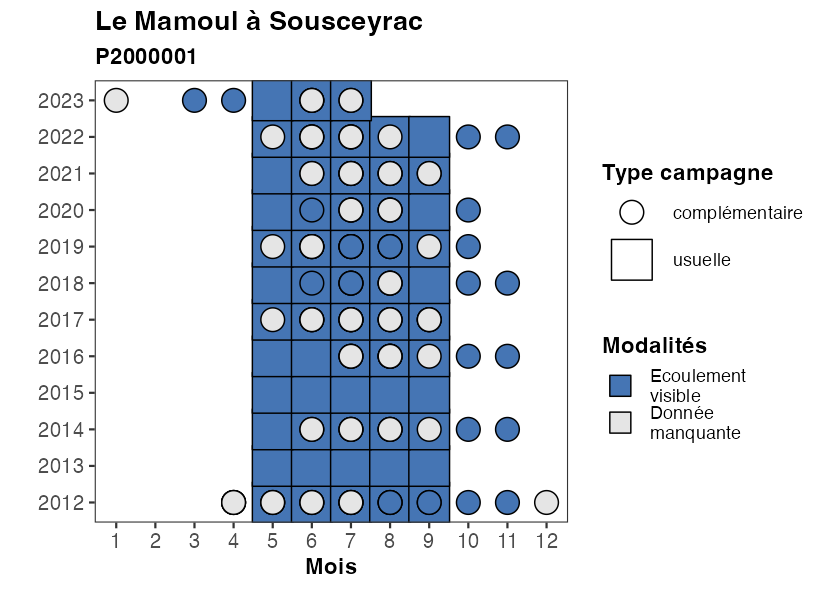 Le Mamoul à Sousceyrac
P2000001
2023
2022
2021
2020
2019
2018
2017
2016
2015
2014
2013
2012
1 2 3 4 5 6 7 8 9 10 11 12
Mois
Type campagne
complémentaire
usuelle
Modalités
Ecoulement
visible
Donnée
manquante